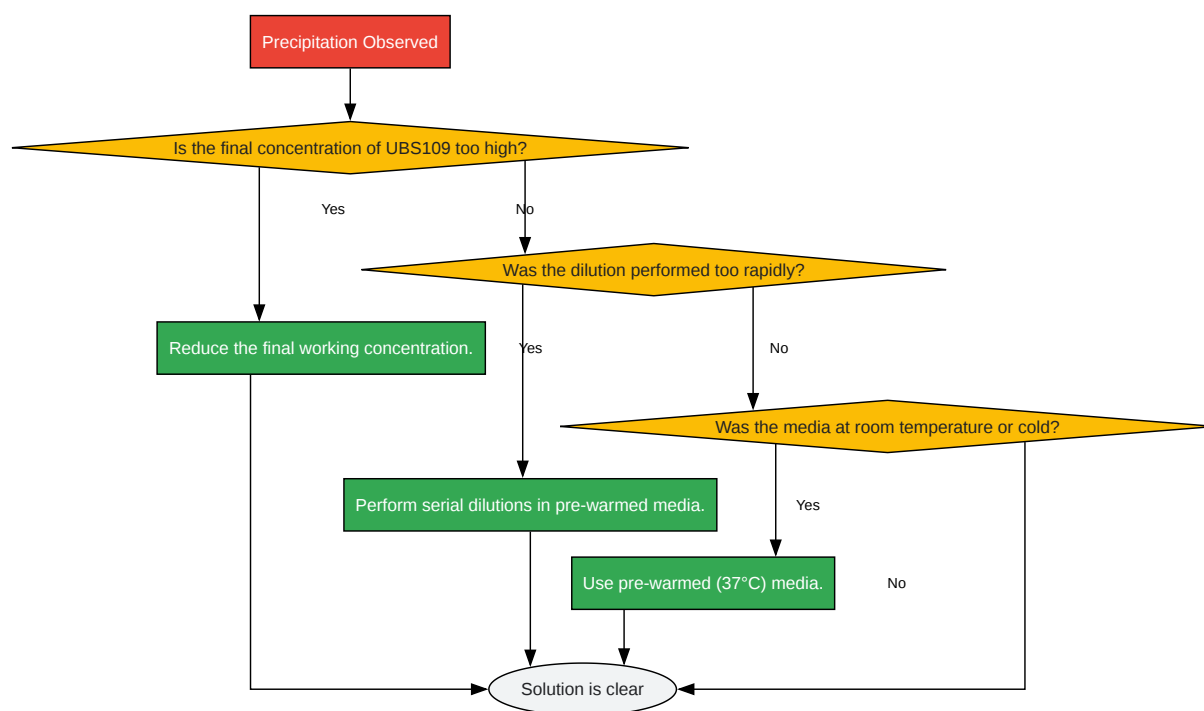 Precipitation Observed
Is the final concentration of UBS109 too high?
Yes
No
Was the dilution performed too rapidly?
Reduce the final working concentration.
Yes
No
Was the media at room temperature or cold?
Perform serial dilutions in pre-warmed media.
Yes
Use pre-warmed (37°C) media.
No
Solution is clear